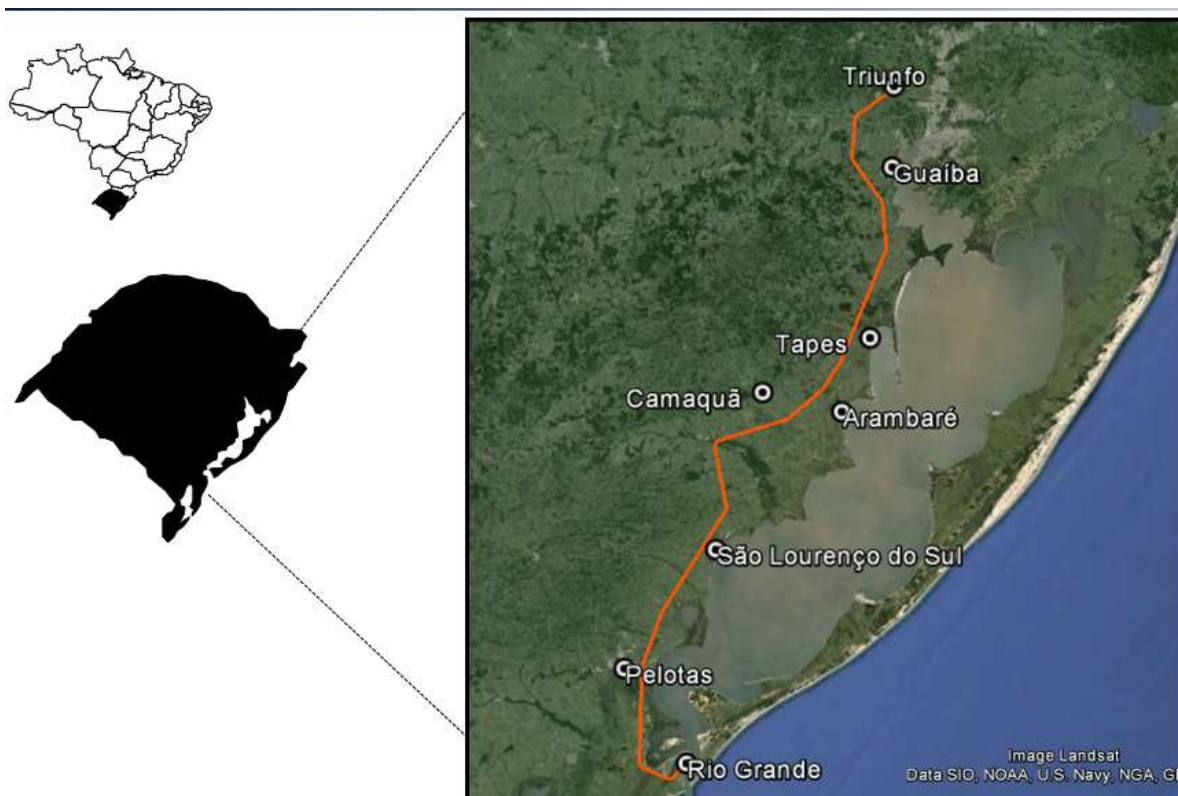 Triunfo
Guaíba
Tapes
Camaquã
Arambaré
São Lourenço do Sul
Pelotas
Rio Grande
Image Landsat
Data SIO, NOAA, U.S. Navy, NGA, G